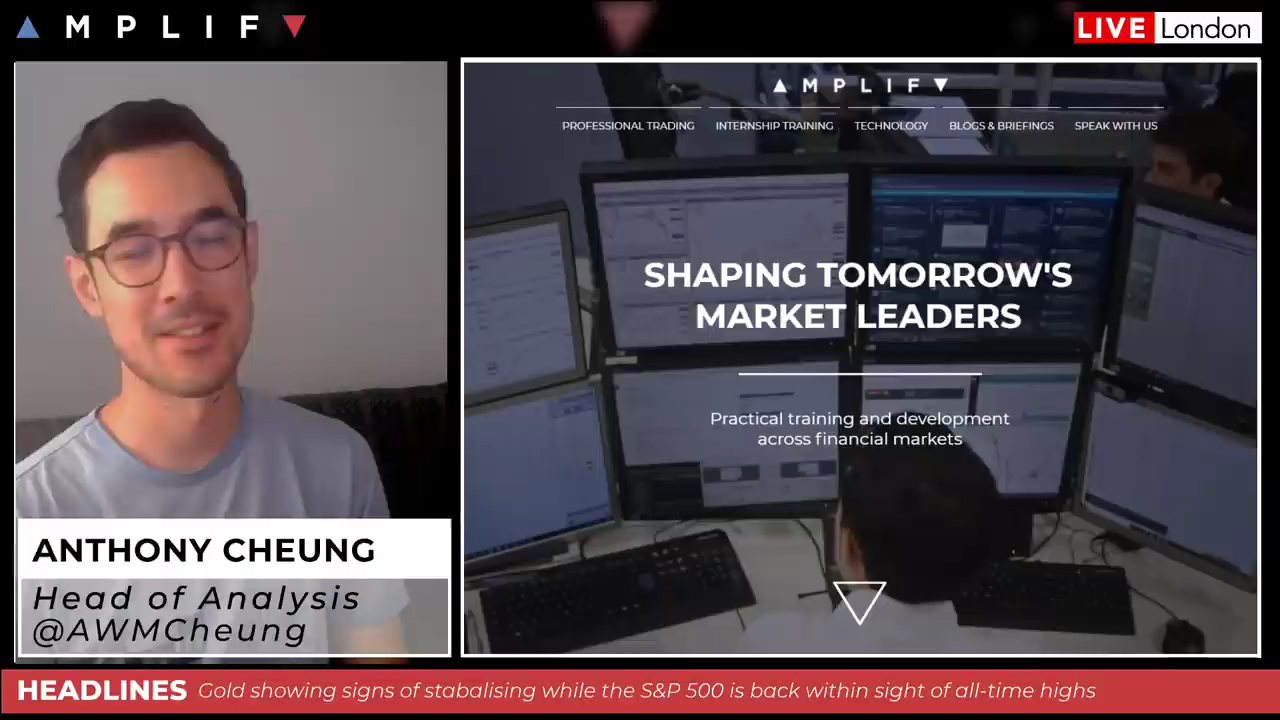 AMPLIFY
LIVE London
AMPLIFY
PROFESSIONAL TRADING INTERNSHIP TRAINING TECHNOLOGY BLOGS & BRIEFINGS SPEAK WITH US
SHAPING TOMORROW'S
MARKET LEADERS
Practical training and development
across financial markets
ANTHONY CHEUNG
Head of Analysis
@AWMCheung
HEADLINES Gold showing signs of stabalising while the S&P 500 is back within sight of all-time highs